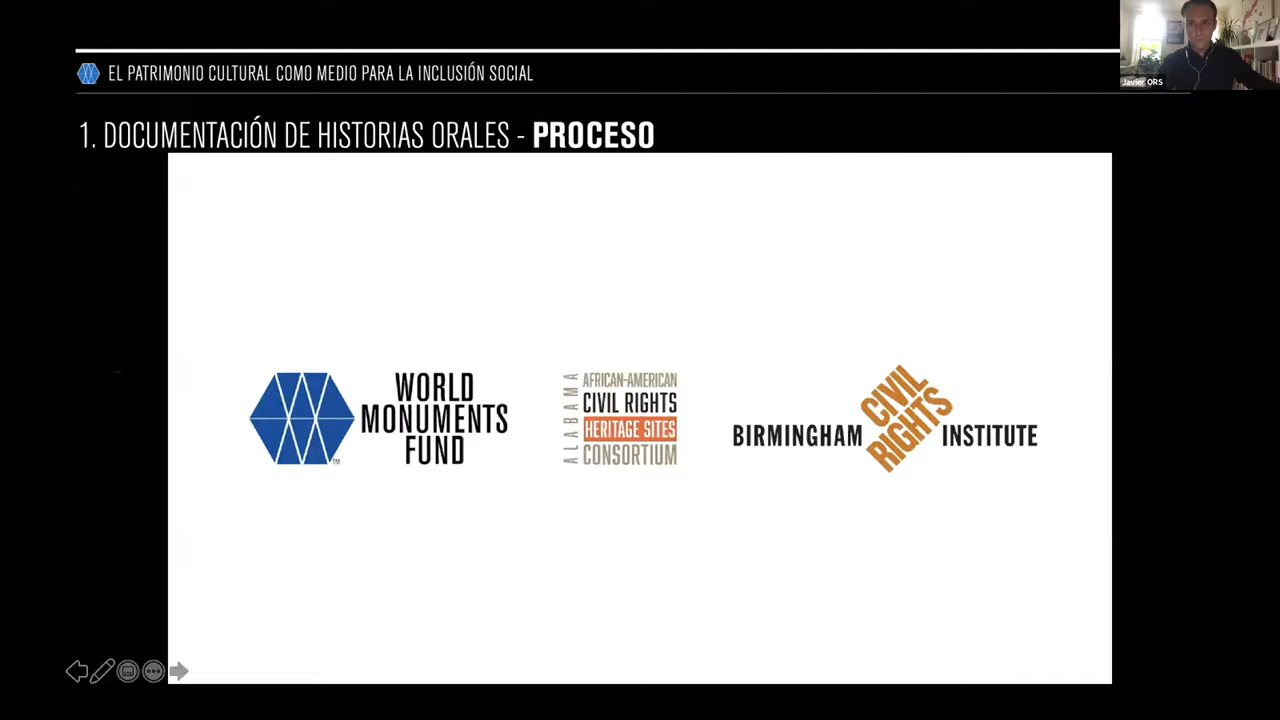 EL PATRIMONIO CULTURAL COMO MEDIO PARA LA INCLUSIÓN SOCIAL
Javier ORS
1. DOCUMENTACIÓN DE HISTORIAS ORALES - PROCESO
WORLD
MONUMENTS
FUND
TM
ALABAMA
AFRICAN-AMERICAN
CIVIL RIGHTS
HERITAGE SITES
CONSORTIUM
BIRMINGHAM
CIVIL
RIGHTS
INSTITUTE